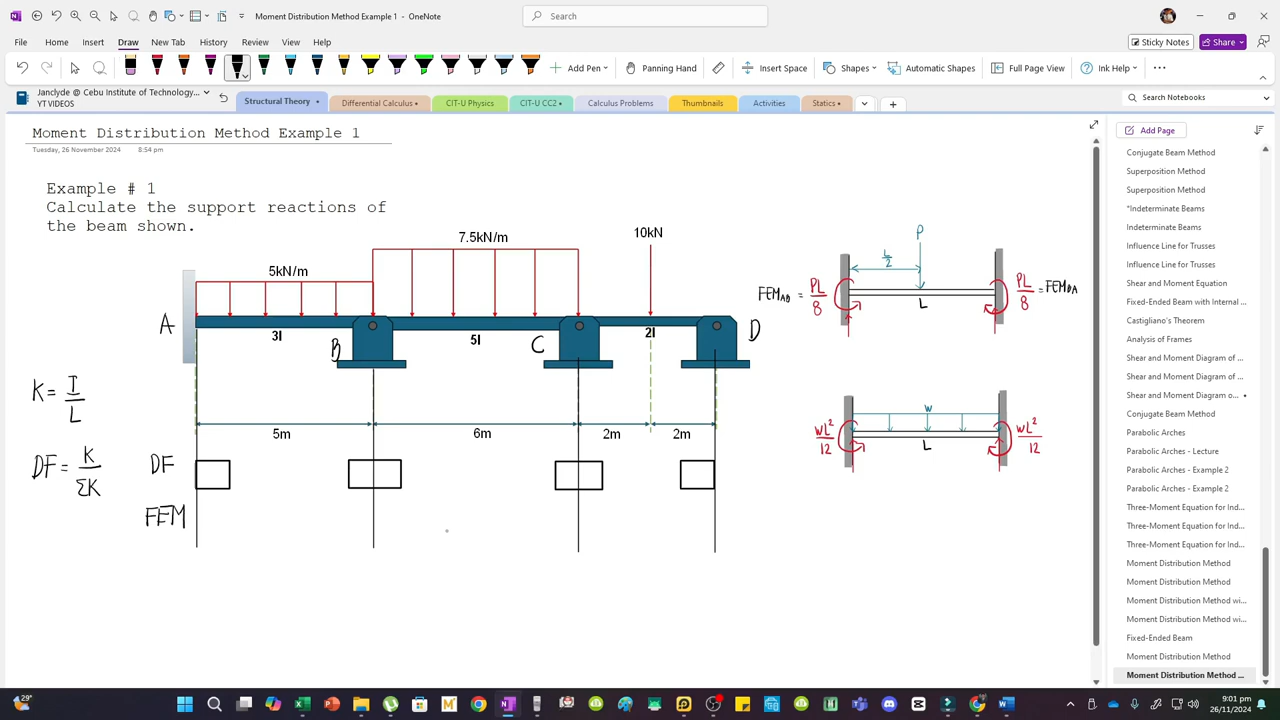 Moment Distribution Method Example 1 - OneNote
Search
File Home Insert Draw New Tab History Review View Help
Sticky Notes
Share
Add Pen
Panning Hand
Insert Space
Shapes
Automatic Shapes
Full Page View
Ink Help
Janclyde @ Cebu Institute of Technology...
YT VIDEOS
Structural Theory
Differential Calculus
CIT-U Physics
CIT-U CC2
Calculus Problems
Thumbnails
Activities
Statics
Search Notebooks
Moment Distribution Method Example 1
Tuesday, 26 November 2024 8:54 pm
Example # 1
Calculate the support reactions of
the beam shown.
5kN/m
7.5kN/m
10kN
A
B
C
D
3I
5I
2I
5m
6m
2m
2m
K = I/L
DF = K/ΣK
DF
FEM
P
L/2
FEM_AB = PL/8
L
PL/8 = FEM_BA
W
WL²/12
L
WL²/12
Add Page
Conjugate Beam Method
Superposition Method
Superposition Method
*Indeterminate Beams
Indeterminate Beams
Influence Line for Trusses
Influence Line for Trusses
Shear and Moment Equation
Fixed-Ended Beam with Internal ...
Castigliano's Theorem
Analysis of Frames
Shear and Moment Diagram of ...
Shear and Moment Diagram of ...
Shear and Moment Diagram o...
Conjugate Beam Method
Parabolic Arches
Parabolic Arches - Lecture
Parabolic Arches - Example 2
Parabolic Arches - Example 2
Three-Moment Equation for Ind...
Three-Moment Equation for Ind...
Three-Moment Equation for Ind...
Moment Distribution Method
Moment Distribution Method
Moment Distribution Method wi...
Moment Distribution Method wi...
Fixed-Ended Beam
Moment Distribution Method
Moment Distribution Method ...
29°
9:01 pm
26/11/2024